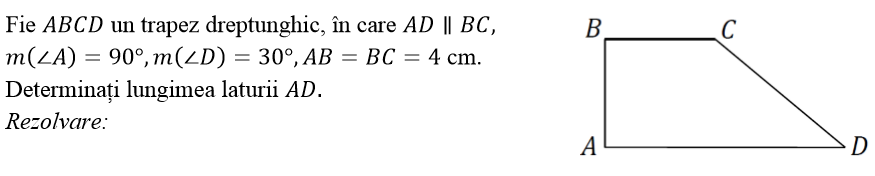 Fie ABCD un trapez dreptunghic, în care AD ∥ BC,
m(∠A) = 90°, m(∠D) = 30°, AB = BC = 4 cm.
Determinați lungimea laturii AD.
Rezolvare:
B C
A D